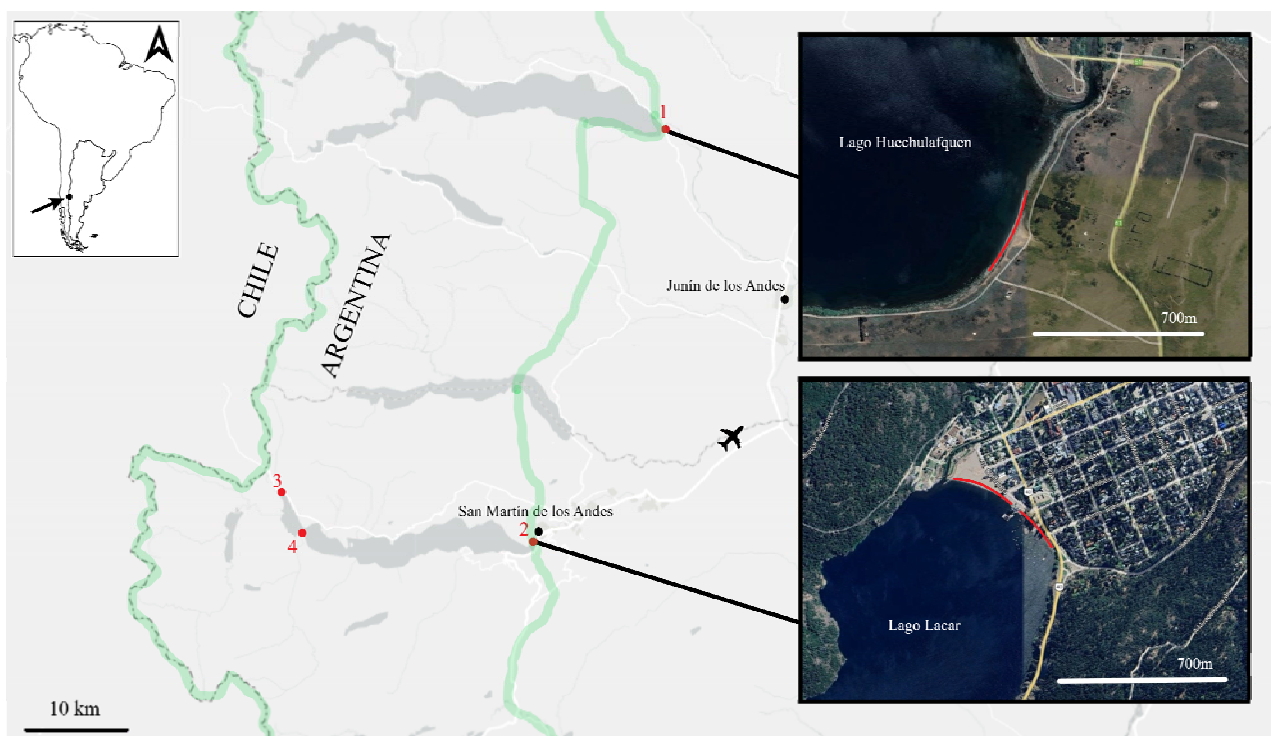 1
Lago Huechulafquen
CHILE
ARGENTINA
Junín de los Andes
700m
3
San Martín de los Andes
2
4
Lago Lacar
700m
10 km